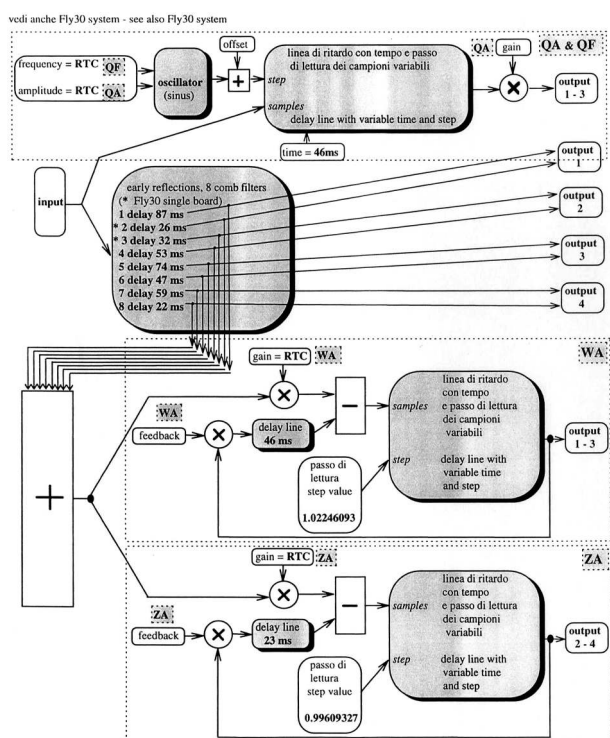 vedi anche Fly30 system - see also Fly30 system
offset
frequency = RTC QF
amplitude = RTC QA
oscillator
(sinus)
+
step
samples
linea di ritardo con tempo e passo
di lettura dei campioni variabili
delay line with variable time and step
QA
gain
QA & QF
×
output
1 - 3
time = 46ms
input
early reflections, 8 comb filters
(* Fly30 single board)
1 delay 87 ms
* 2 delay 26 ms
* 3 delay 32 ms
4 delay 53 ms
5 delay 74 ms
6 delay 47 ms
7 delay 59 ms
8 delay 22 ms
output
1
output
2
output
3
output
4
+
gain = RTC WA
WA
×
WA
feedback
×
delay line
46 ms
−
samples
linea di ritardo
con tempo
e passo di lettura
dei campioni
variabili
step
delay line with
variable time
and step
output
1 - 3
passo di
lettura
step value
1.02246093
gain = RTC ZA
ZA
×
ZA
feedback
×
delay line
23 ms
−
samples
linea di ritardo
con tempo
e passo di lettura
dei campioni
variabili
step
delay line with
variable time
and step
output
2 - 4
passo di
lettura
step value
0.99609327